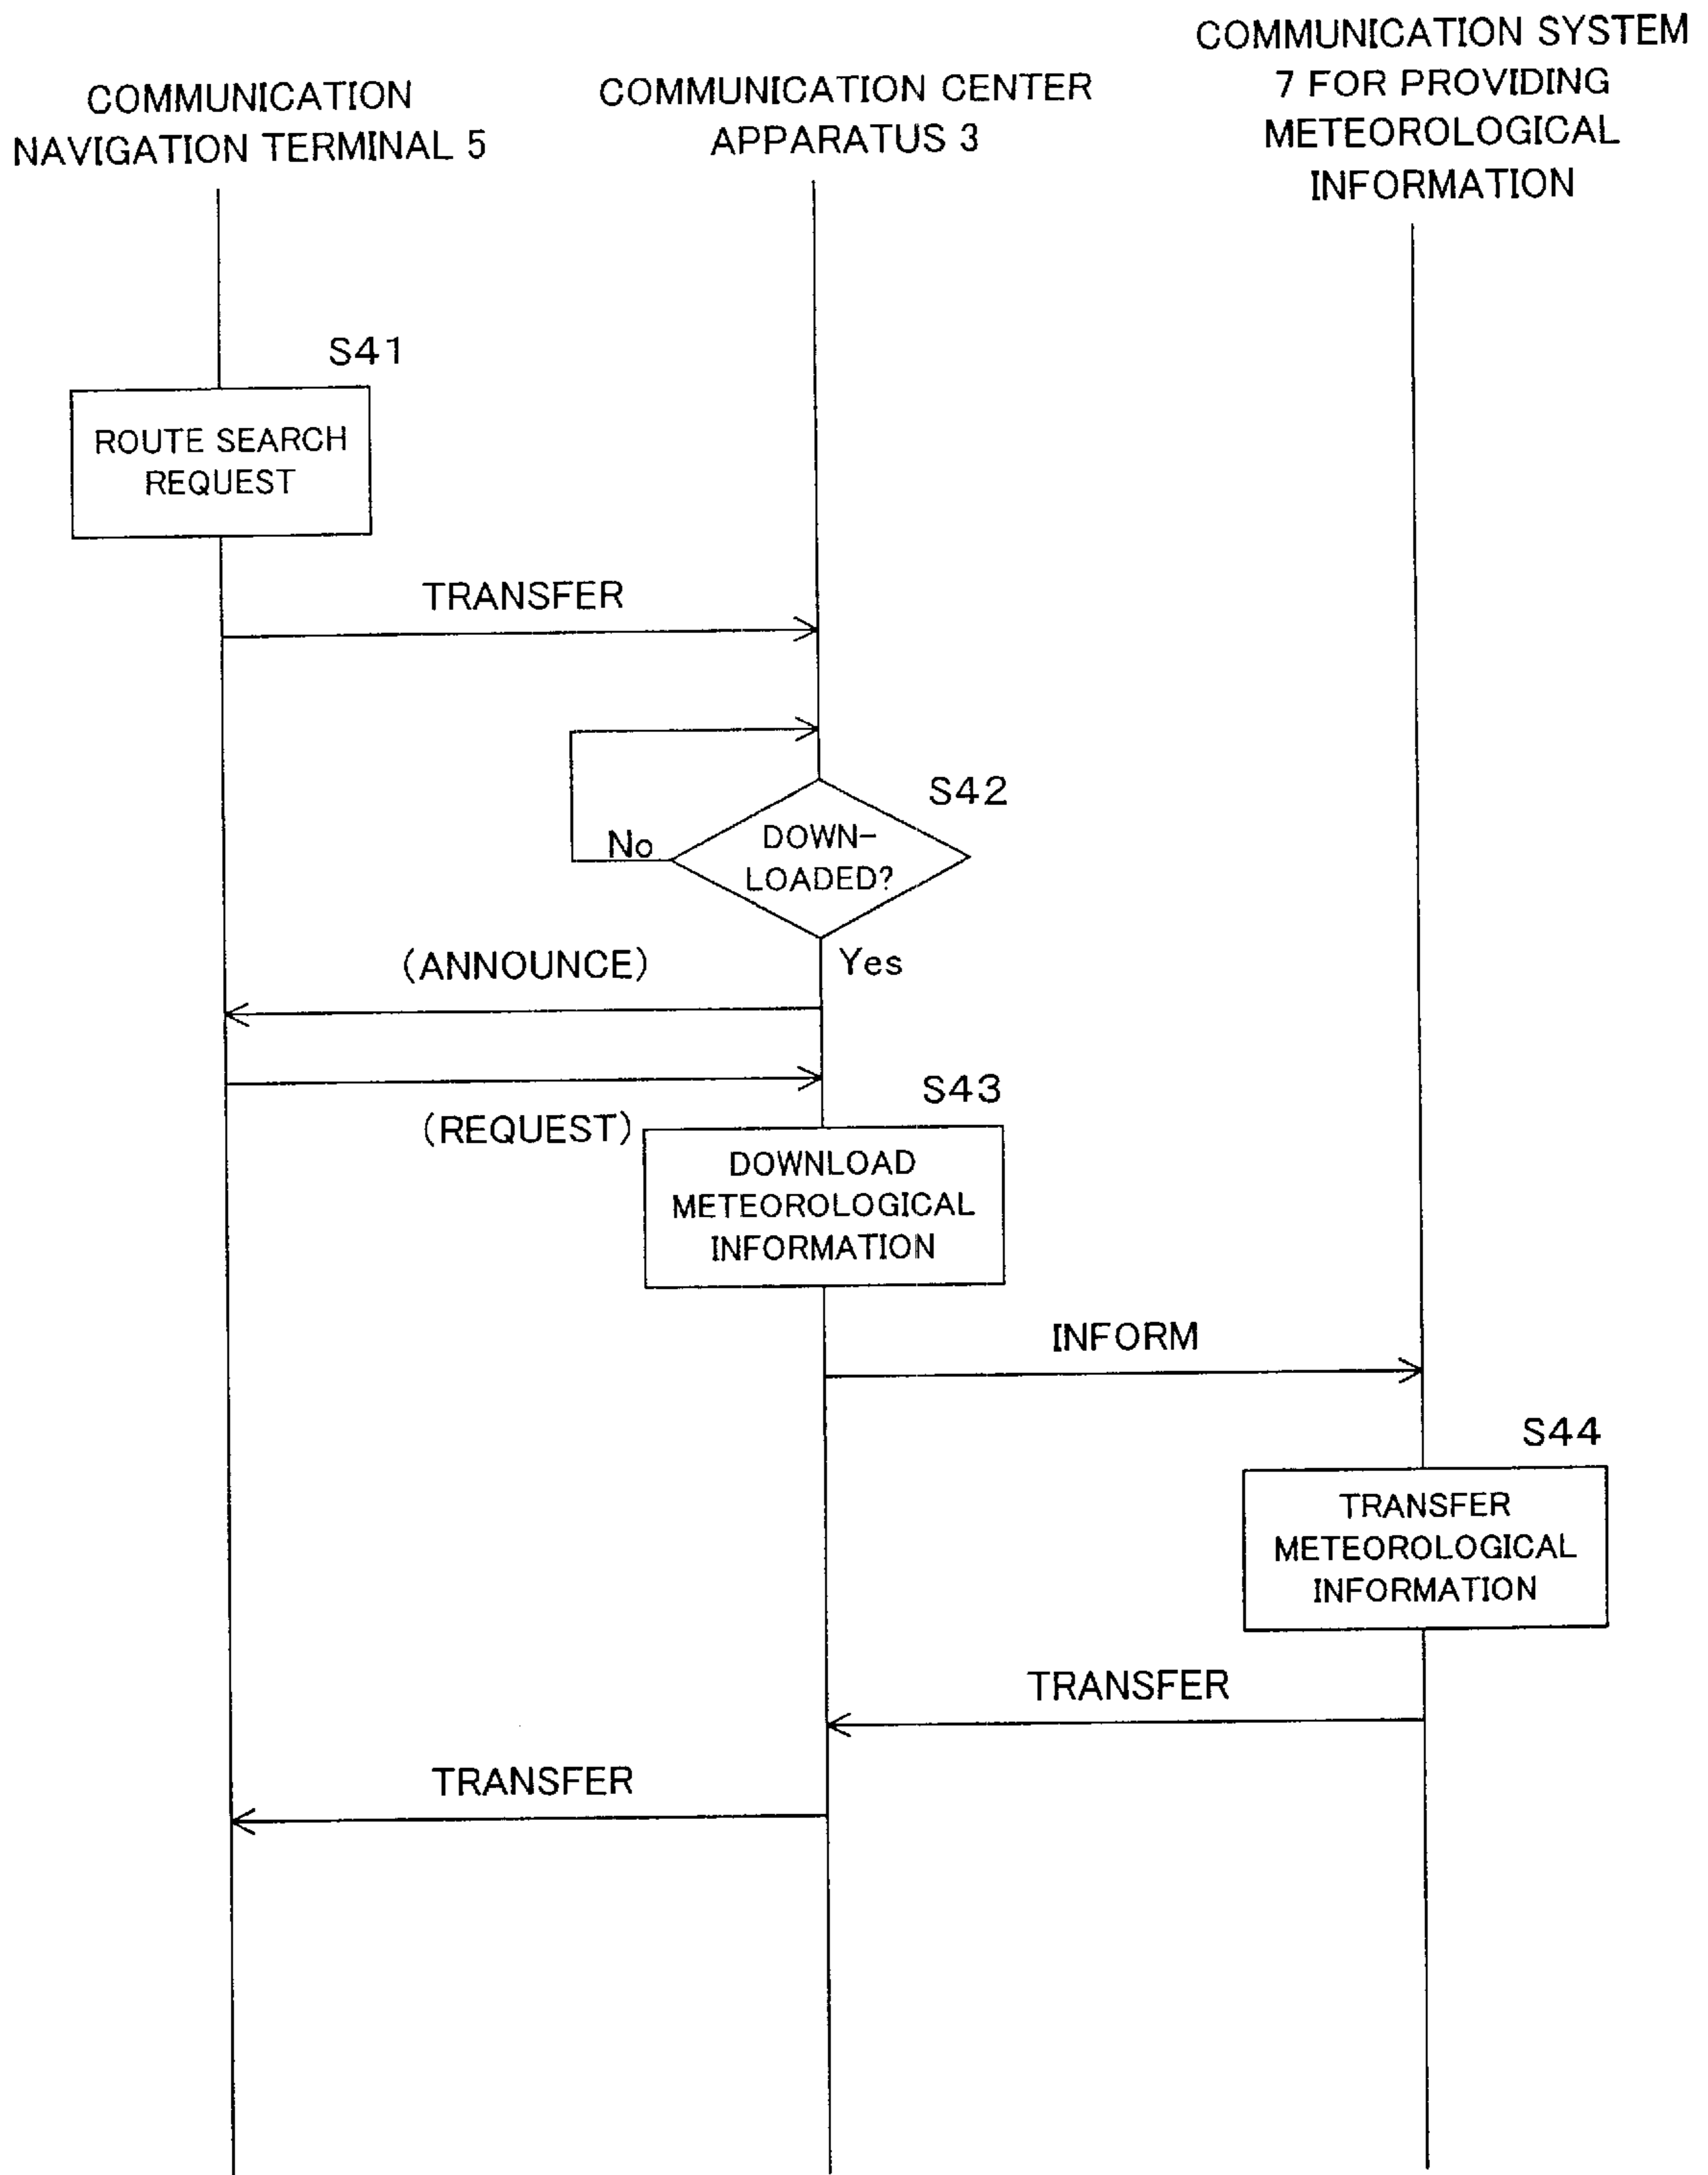 COMMUNICATION
NAVIGATION TERMINAL 5
COMMUNICATION CENTER
APPARATUS 3
COMMUNICATION SYSTEM
7 FOR PROVIDING
METEOROLOGICAL
INFORMATION
S41
ROUTE SEARCH
REQUEST
TRANSFER
S42
DOWN-
LOADED?
No
Yes
(ANNOUNCE)
(REQUEST)
S43
DOWNLOAD
METEOROLOGICAL
INFORMATION
INFORM
S44
TRANSFER
METEOROLOGICAL
INFORMATION
TRANSFER
TRANSFER